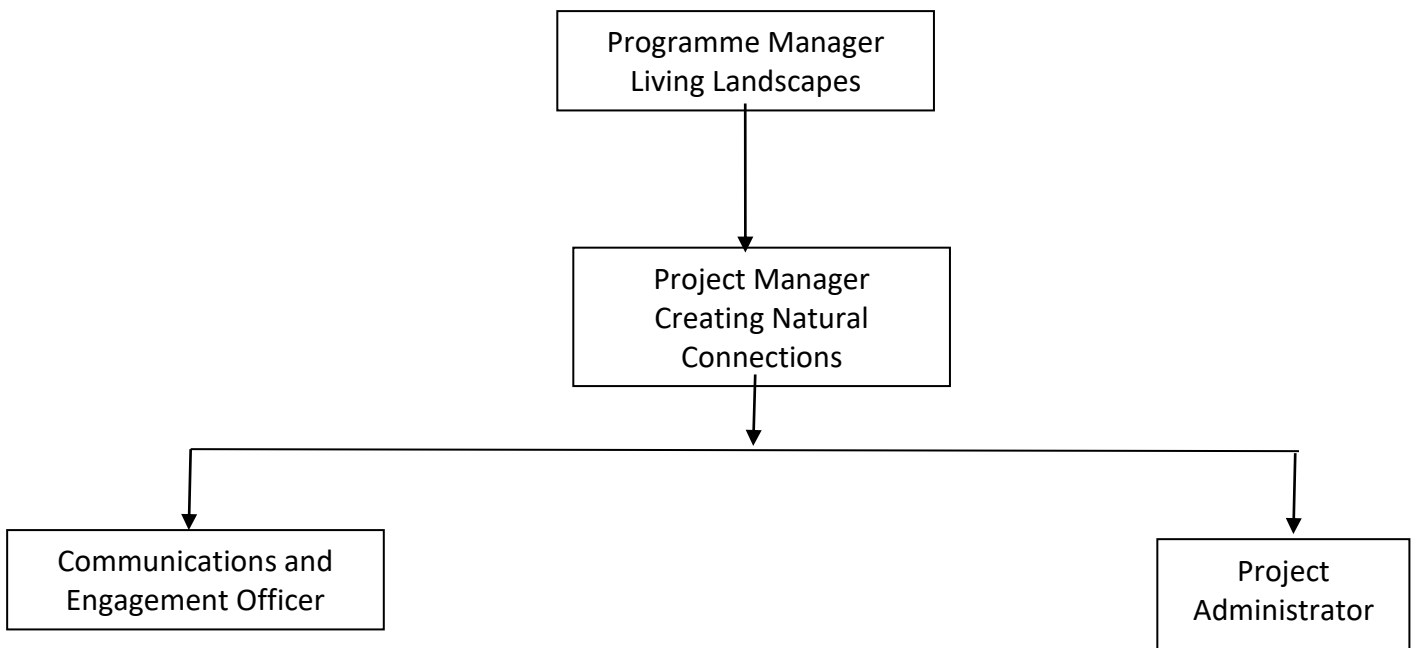 Programme Manager
Living Landscapes
Project Manager
Creating Natural
Connections
Communications and
Engagement Officer
Project
Administrator